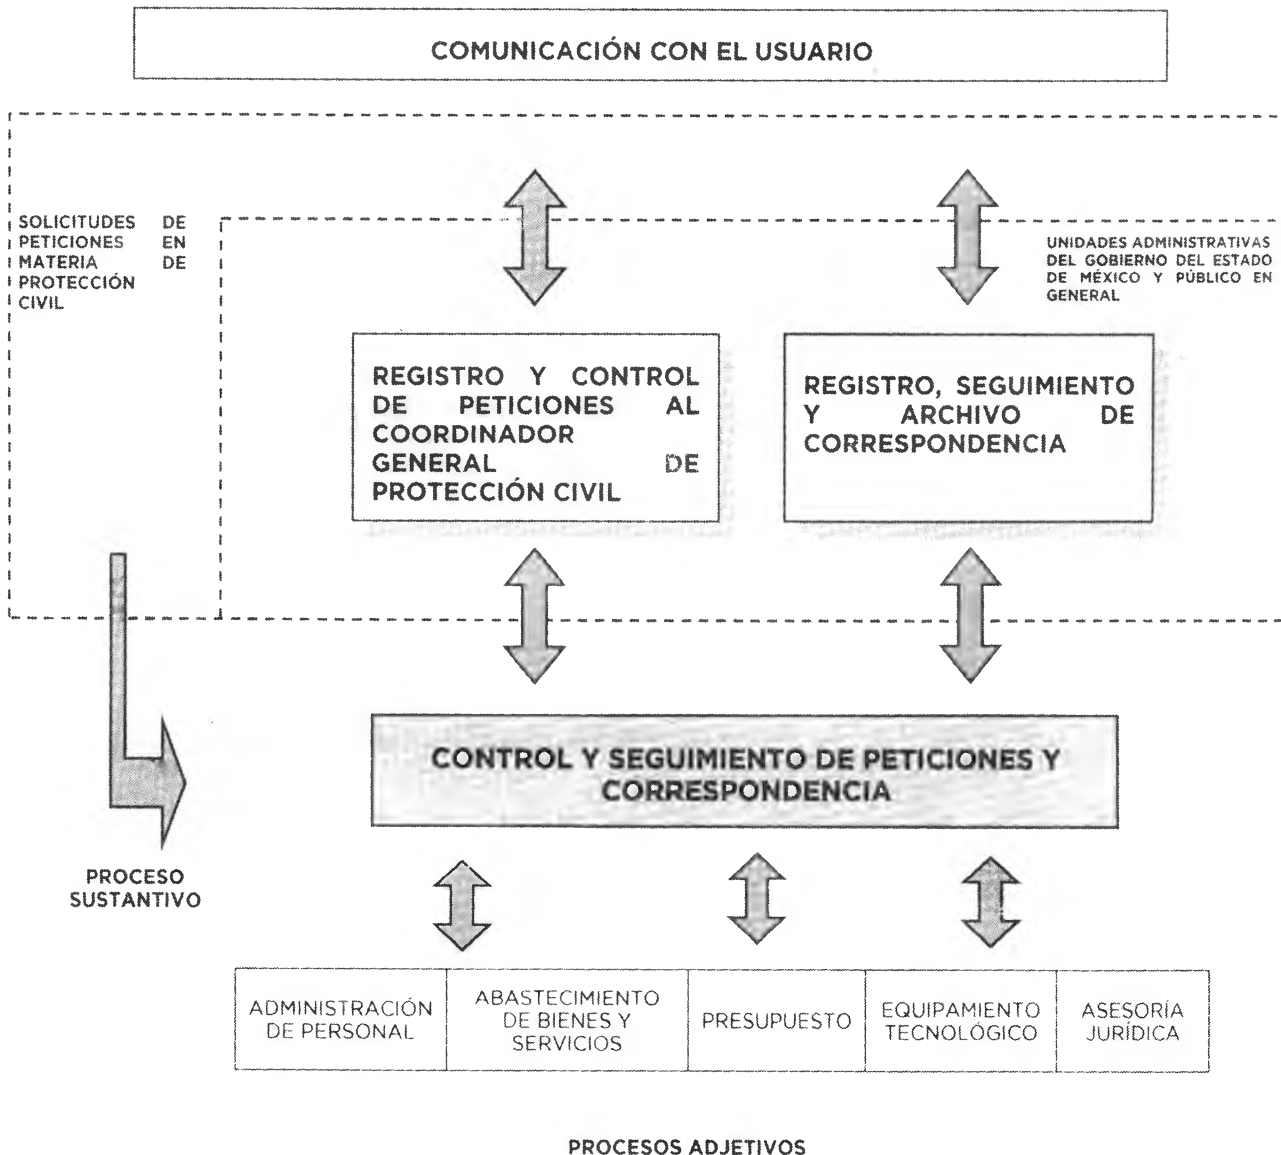 COMUNICACIÓN CON EL USUARIO
SOLICITUDES DE
PETICIONES EN
MATERIA DE
PROTECCIÓN
CIVIL
UNIDADES ADMINISTRATIVAS
DEL GOBIERNO DEL ESTADO
DE MÉXICO Y PÚBLICO EN
GENERAL
REGISTRO Y CONTROL
DE PETICIONES AL
COORDINADOR
GENERAL DE
PROTECCIÓN CIVIL
REGISTRO, SEGUIMIENTO
Y ARCHIVO DE
CORRESPONDENCIA
CONTROL Y SEGUIMIENTO DE PETICIONES Y
CORRESPONDENCIA
PROCESO
SUSTANTIVO
ADMINISTRACIÓN
DE PERSONAL
ABASTECIMIENTO
DE BIENES Y
SERVICIOS
PRESUPUESTO
EQUIPAMIENTO
TECNOLÓGICO
ASESORÍA
JURÍDICA
PROCESOS ADJETIVOS